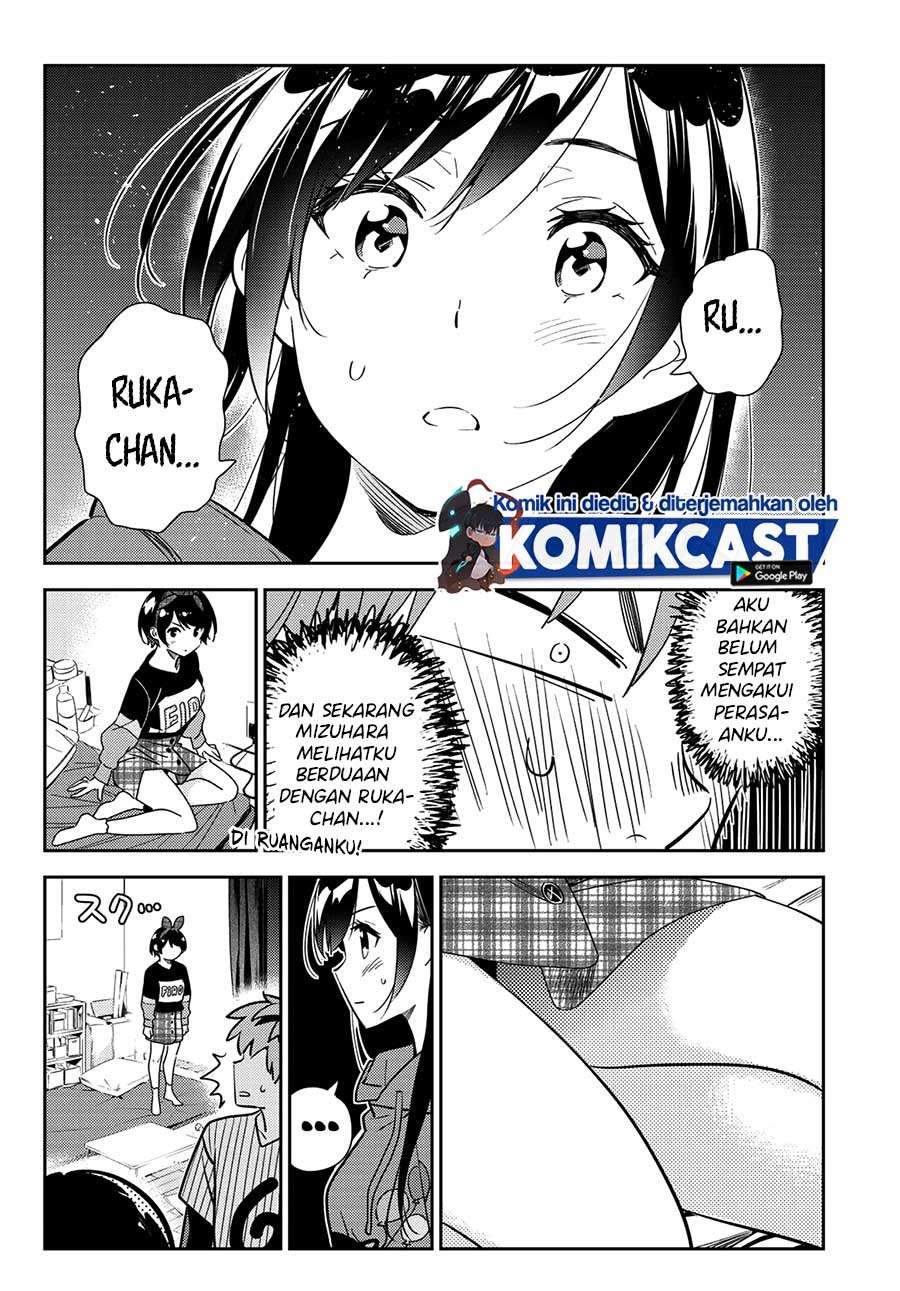 RU...
RUKA-
CHAN...
Komik ini diedit & diterjemahkan oleh
KOMIKCAST
GET IT ON
Google Play
AKU
BAHKAN
BELUM
SEMPAT
MENGAKUI
PERASA-
ANKU...
DAN SEKARANG
MIZUHARA
MELIHATKU
BERDUAAN
DENGAN RUKA-
CHAN...!
DI RUANGANKU!
...
スク...
FIRO